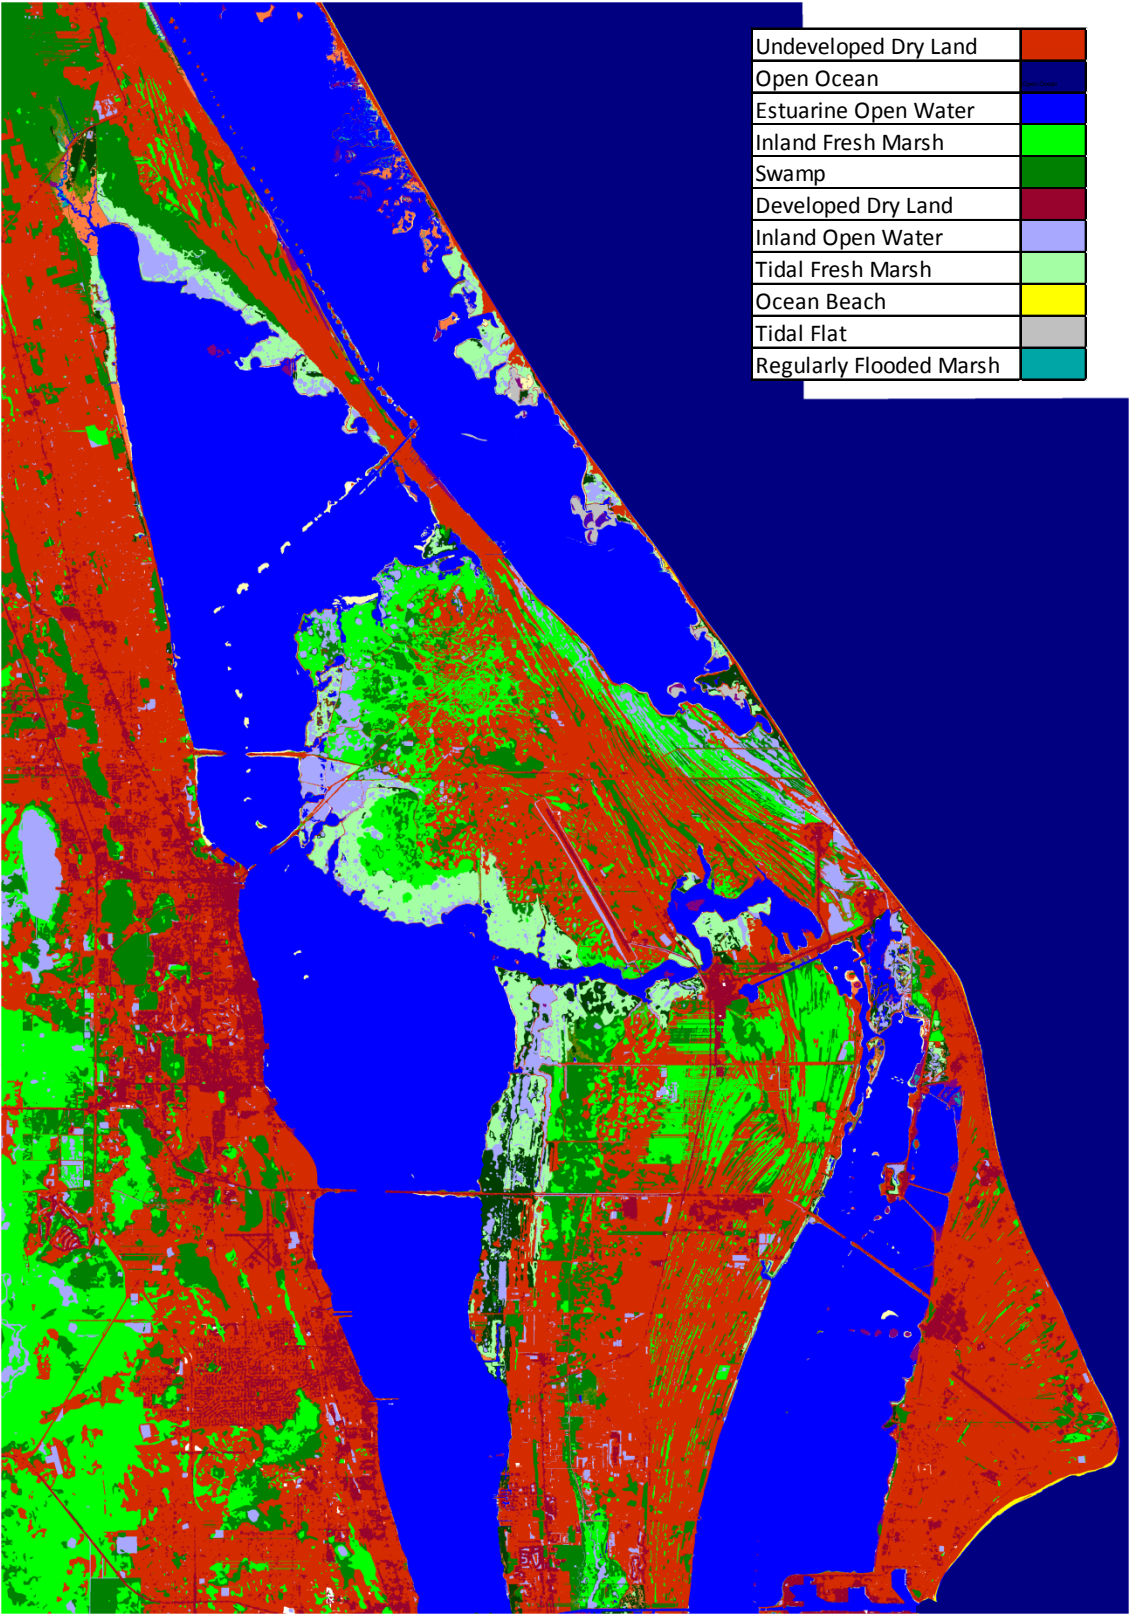 Undeveloped Dry Land
Open Ocean
Estuarine Open Water
Inland Fresh Marsh
Swamp
Developed Dry Land
Inland Open Water
Tidal Fresh Marsh
Ocean Beach
Tidal Flat
Regularly Flooded Marsh